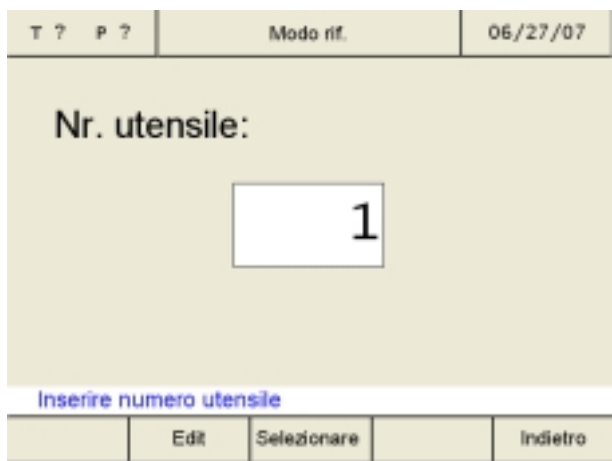 T ? P ? Modo rif. 06/27/07
Nr. utensile:
1
Inserire numero utensile
Edit Selezionare Indietro